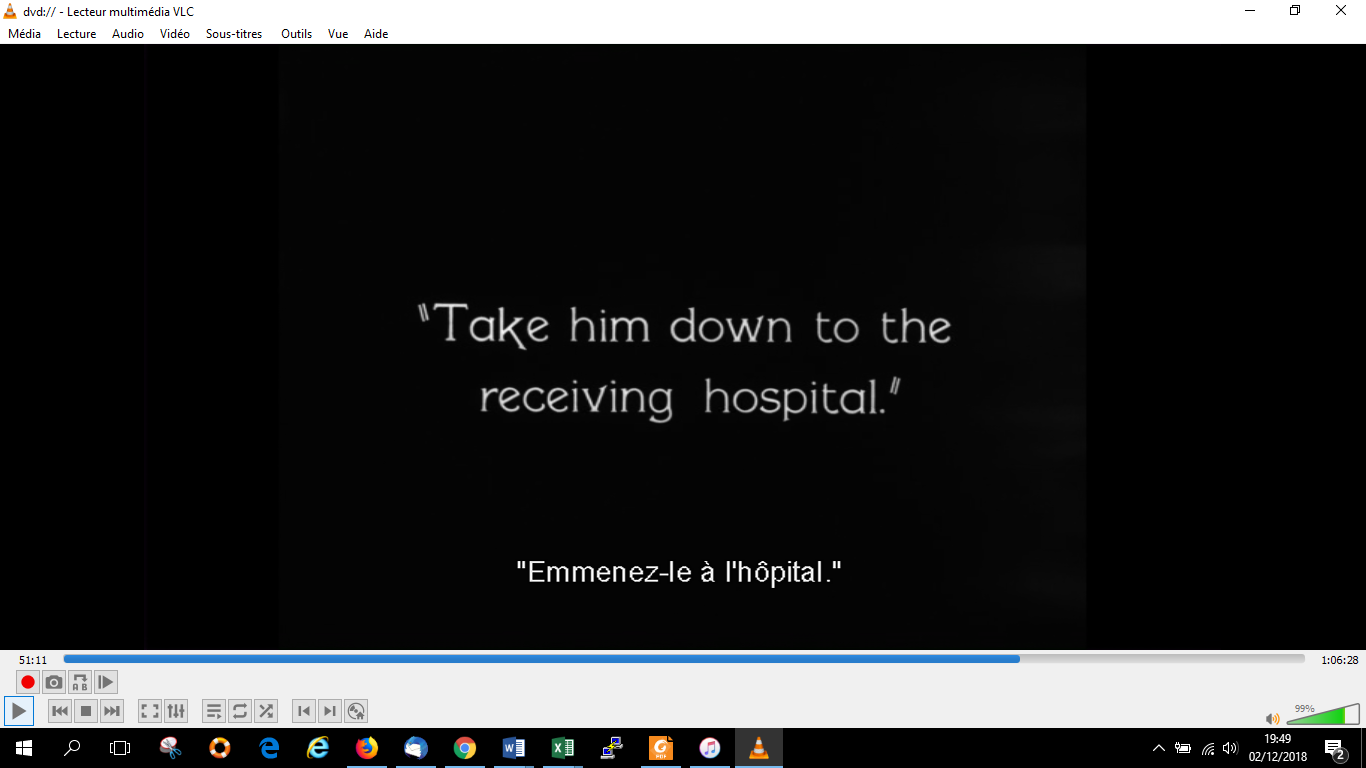 dvd:// - Lecteur multimédia VLC
Média Lecture Audio Vidéo Sous-titres Outils Vue Aide
"Take him down to the
receiving hospital."
"Emmenez-le à l'hôpital."
51:11 1:06:28
A B
99%
19:49
02/12/2018
2
W X PDF